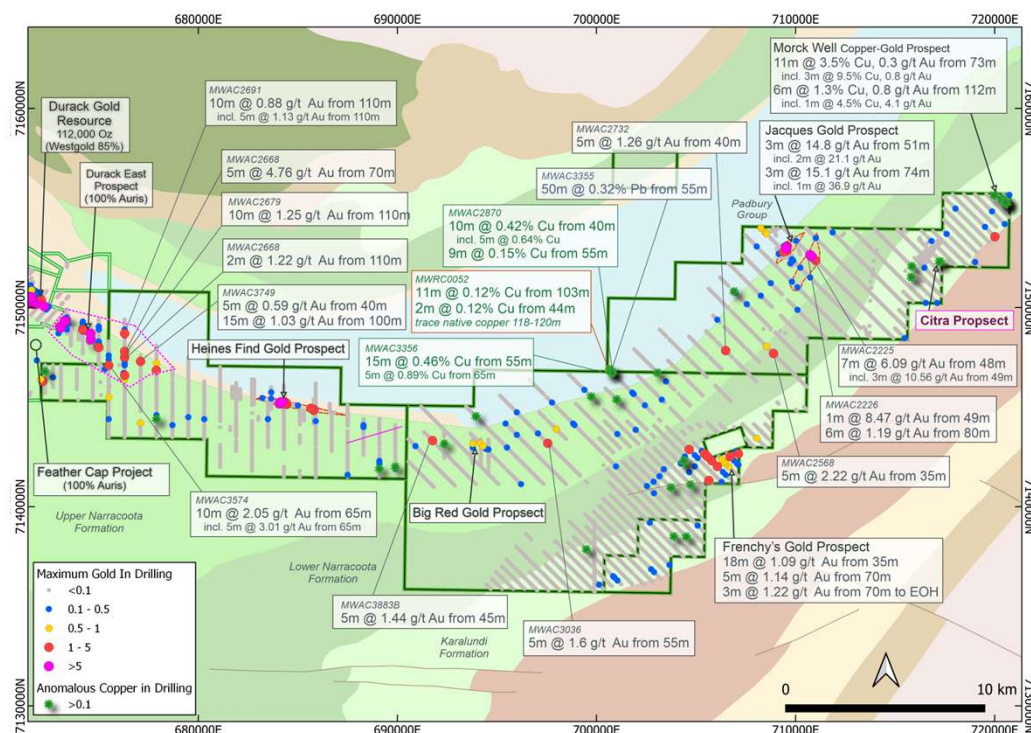 680000E
690000E
700000E
710000E
720000E
7160000N
7150000N
7140000N
7130000N
Morck Well Copper-Gold Prospect
11m @ 3.5% Cu, 0.3 g/t Au from 73m
incl. 3m @ 9.5% Cu, 0.8 g/t Au
6m @ 1.3% Cu, 0.8 g/t Au from 112m
incl. 1m @ 4.5% Cu, 4.1 g/t Au
MWAC2691
10m @ 0.88 g/t Au from 110m
incl. 5m @ 1.13 g/t Au from 110m
Durack Gold
Resource
112,000 Oz
(Westgold 85%)
MWAC2732
5m @ 1.26 g/t Au from 40m
Jacques Gold Prospect
3m @ 14.8 g/t Au from 51m
incl. 2m @ 21.1 g/t Au
3m @ 15.1 g/t Au from 74m
incl. 1m @ 36.9 g/t Au
MWAC2668
5m @ 4.76 g/t Au from 70m
Durack East
Prospect
(100% Auris)
MWAC3355
50m @ 0.32% Pb from 55m
MWAC2679
10m @ 1.25 g/t Au from 110m
MWAC2870
10m @ 0.42% Cu from 40m
incl. 5m @ 0.64% Cu
9m @ 0.15% Cu from 55m
Padbury
Group
MWAC2668
2m @ 1.22 g/t Au from 110m
MWRC0052
11m @ 0.12% Cu from 103m
2m @ 0.12% Cu from 44m
trace native copper 118-120m
MWAC3749
5m @ 0.59 g/t Au from 40m
15m @ 1.03 g/t Au from 100m
Citra Propsect
Heines Find Gold Prospect
MWAC3356
15m @ 0.46% Cu from 55m
5m @ 0.89% Cu from 65m
MWAC2225
7m @ 6.09 g/t Au from 48m
incl. 3m @ 10.56 g/t Au from 49m
MWAC2226
1m @ 8.47 g/t Au from 49m
6m @ 1.19 g/t Au from 80m
Feather Cap Project
(100% Auris)
MWAC2568
5m @ 2.22 g/t Au from 35m
MWAC3574
10m @ 2.05 g/t Au from 65m
incl. 5m @ 3.01 g/t Au from 65m
Big Red Gold Propsect
Upper Narracoota
Formation
Frenchy's Gold Prospect
18m @ 1.09 g/t Au from 35m
5m @ 1.14 g/t Au from 70m
3m @ 1.22 g/t Au from 70m to EOH
Lower Narracoota
Formation
MWAC3883B
5m @ 1.44 g/t Au from 45m
MWAC3036
5m @ 1.6 g/t Au from 55m
Karalundi
Formation
Maximum Gold In Drilling
<0.1
0.1 - 0.5
0.5 - 1
1 - 5
>5
Anomalous Copper in Drilling
>0.1
0
10 km
680000E
690000E
700000E
710000E
720000E
7160000N
7150000N
7140000N
7130000N